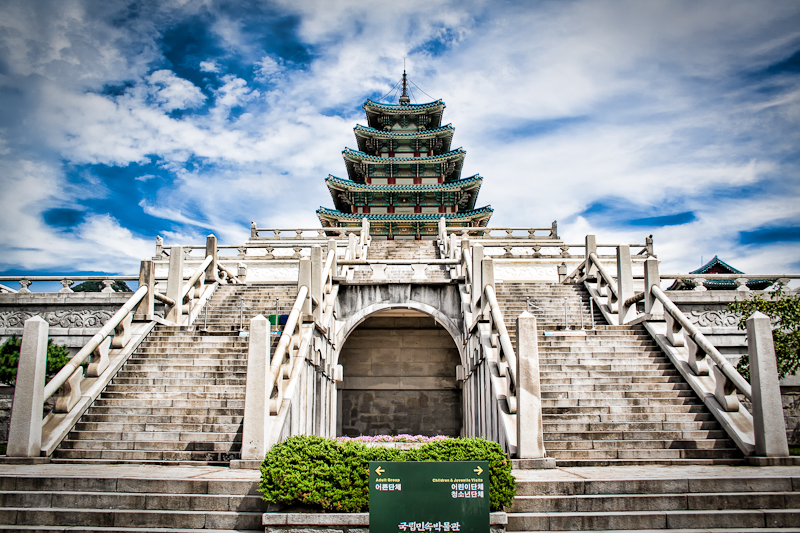 ←
Adult Group
어른단체
→
Children & Juvenile Visits
어린이단체
청소년단체
국립민속박물관